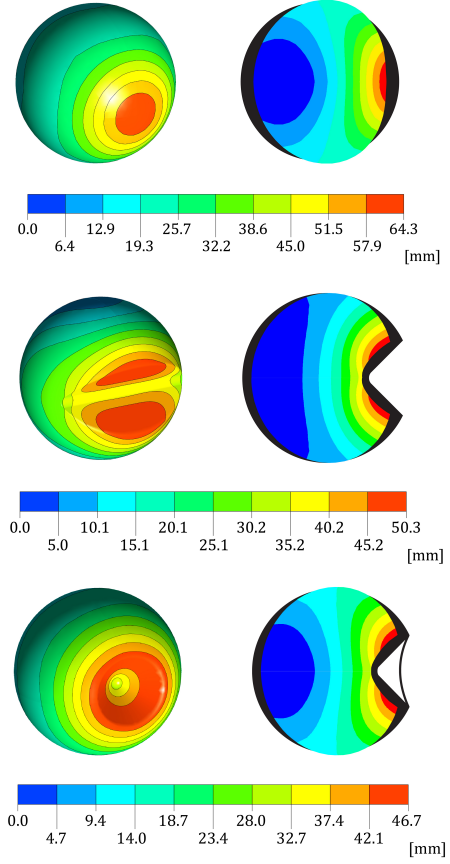 0.0 12.9 25.7 38.6 51.5 64.3
6.4 19.3 32.2 45.0 57.9
[mm]
0.0 10.1 20.1 30.2 40.2 50.3
5.0 15.1 25.1 35.2 45.2
[mm]
0.0 9.4 18.7 28.0 37.4 46.7
4.7 14.0 23.4 32.7 42.1
[mm]